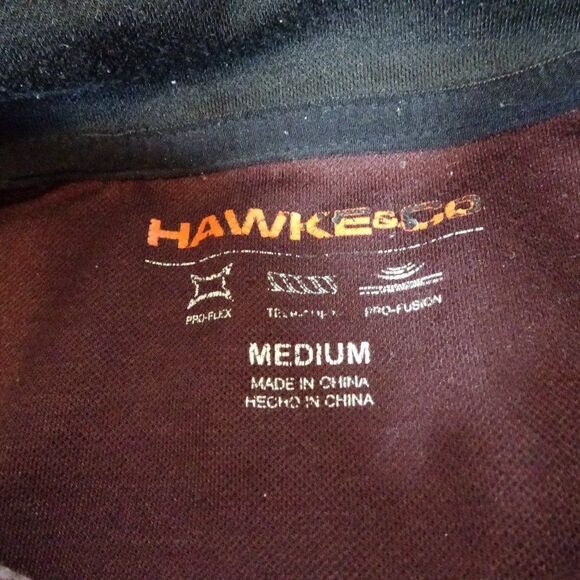 HAWKE&CO
PRO-FLEX PRO-FUSION
MEDIUM
MADE IN CHINA
HECHO IN CHINA